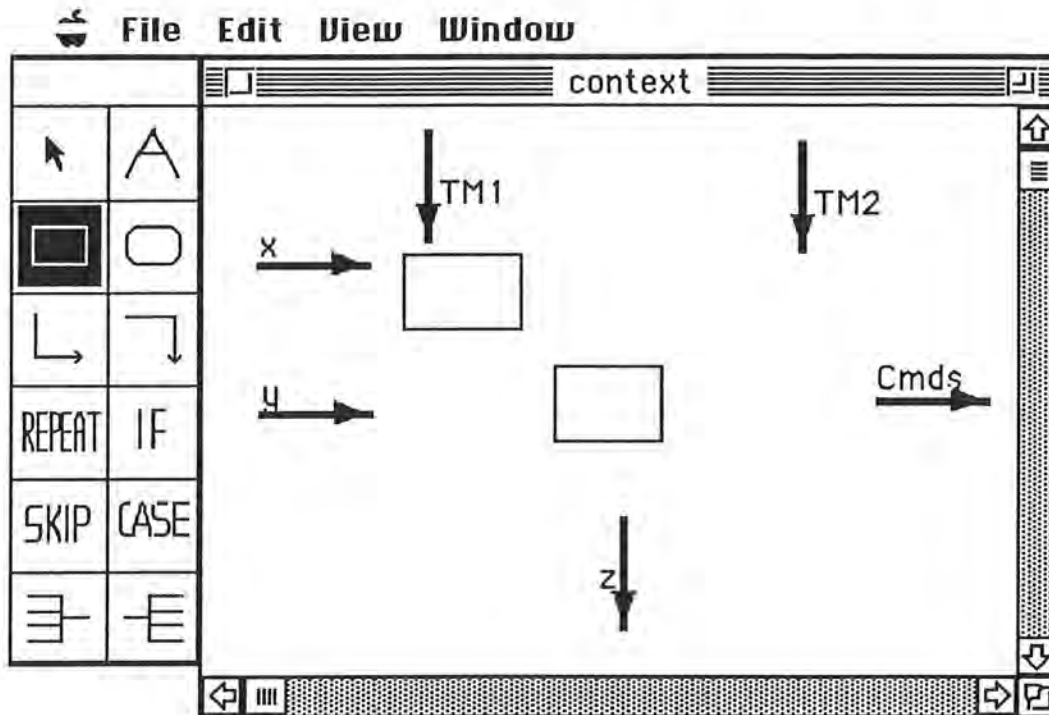 File Edit View Window
context
A
TM1
TM2
x
y
Cmds
REPEAT IF
SKIP CASE
z